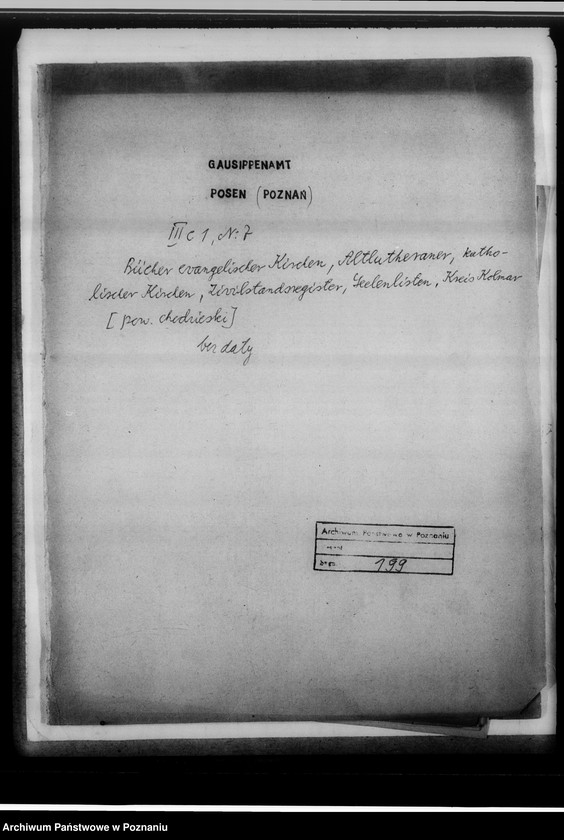 GAUSIPPENAMT
POSEN (POZNAŃ)
III C 1, Nr 7
Bücher evangelischer Kirchen, Altlutheraner, katho-
lischer Kirchen, Zivilstandsregister, Seelenlisten, Kreis Kolmar
[pow. chodzieski]
bez daty
Archiwum Państwowe w Poznaniu
199
Archiwum Państwowe w Poznaniu